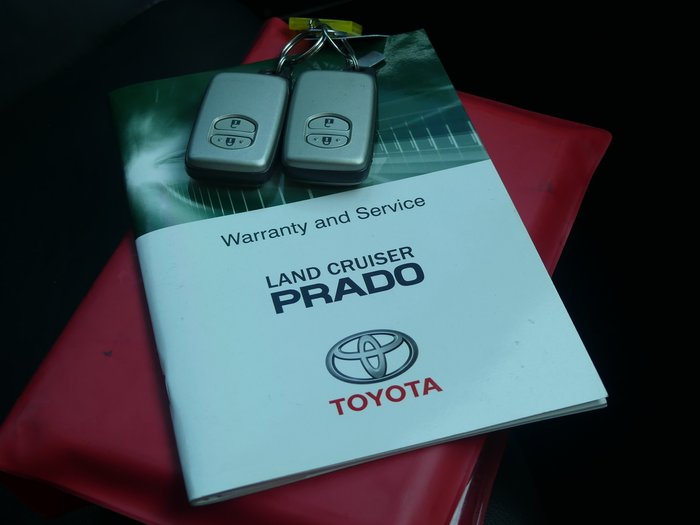 Warranty and Service
LAND CRUISER
PRADO
TOYOTA